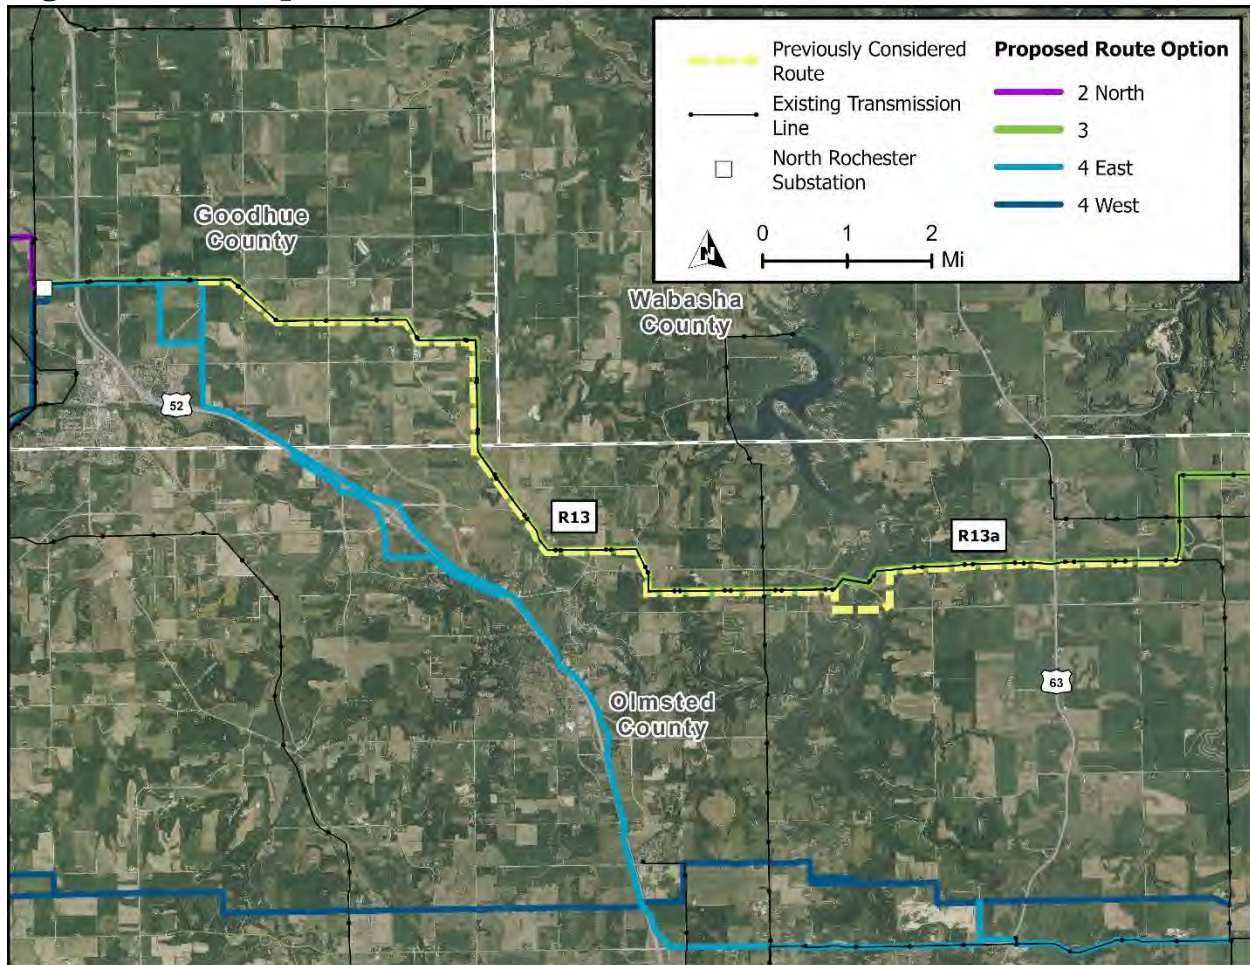 Previously Considered
Route
Existing Transmission
Line
North Rochester
Substation
N
0 1 2
Mi
Proposed Route Option
2 North
3
4 East
4 West
Goodhue
County
Wabasha
County
52
R13
R13a
63
Olmsted
County